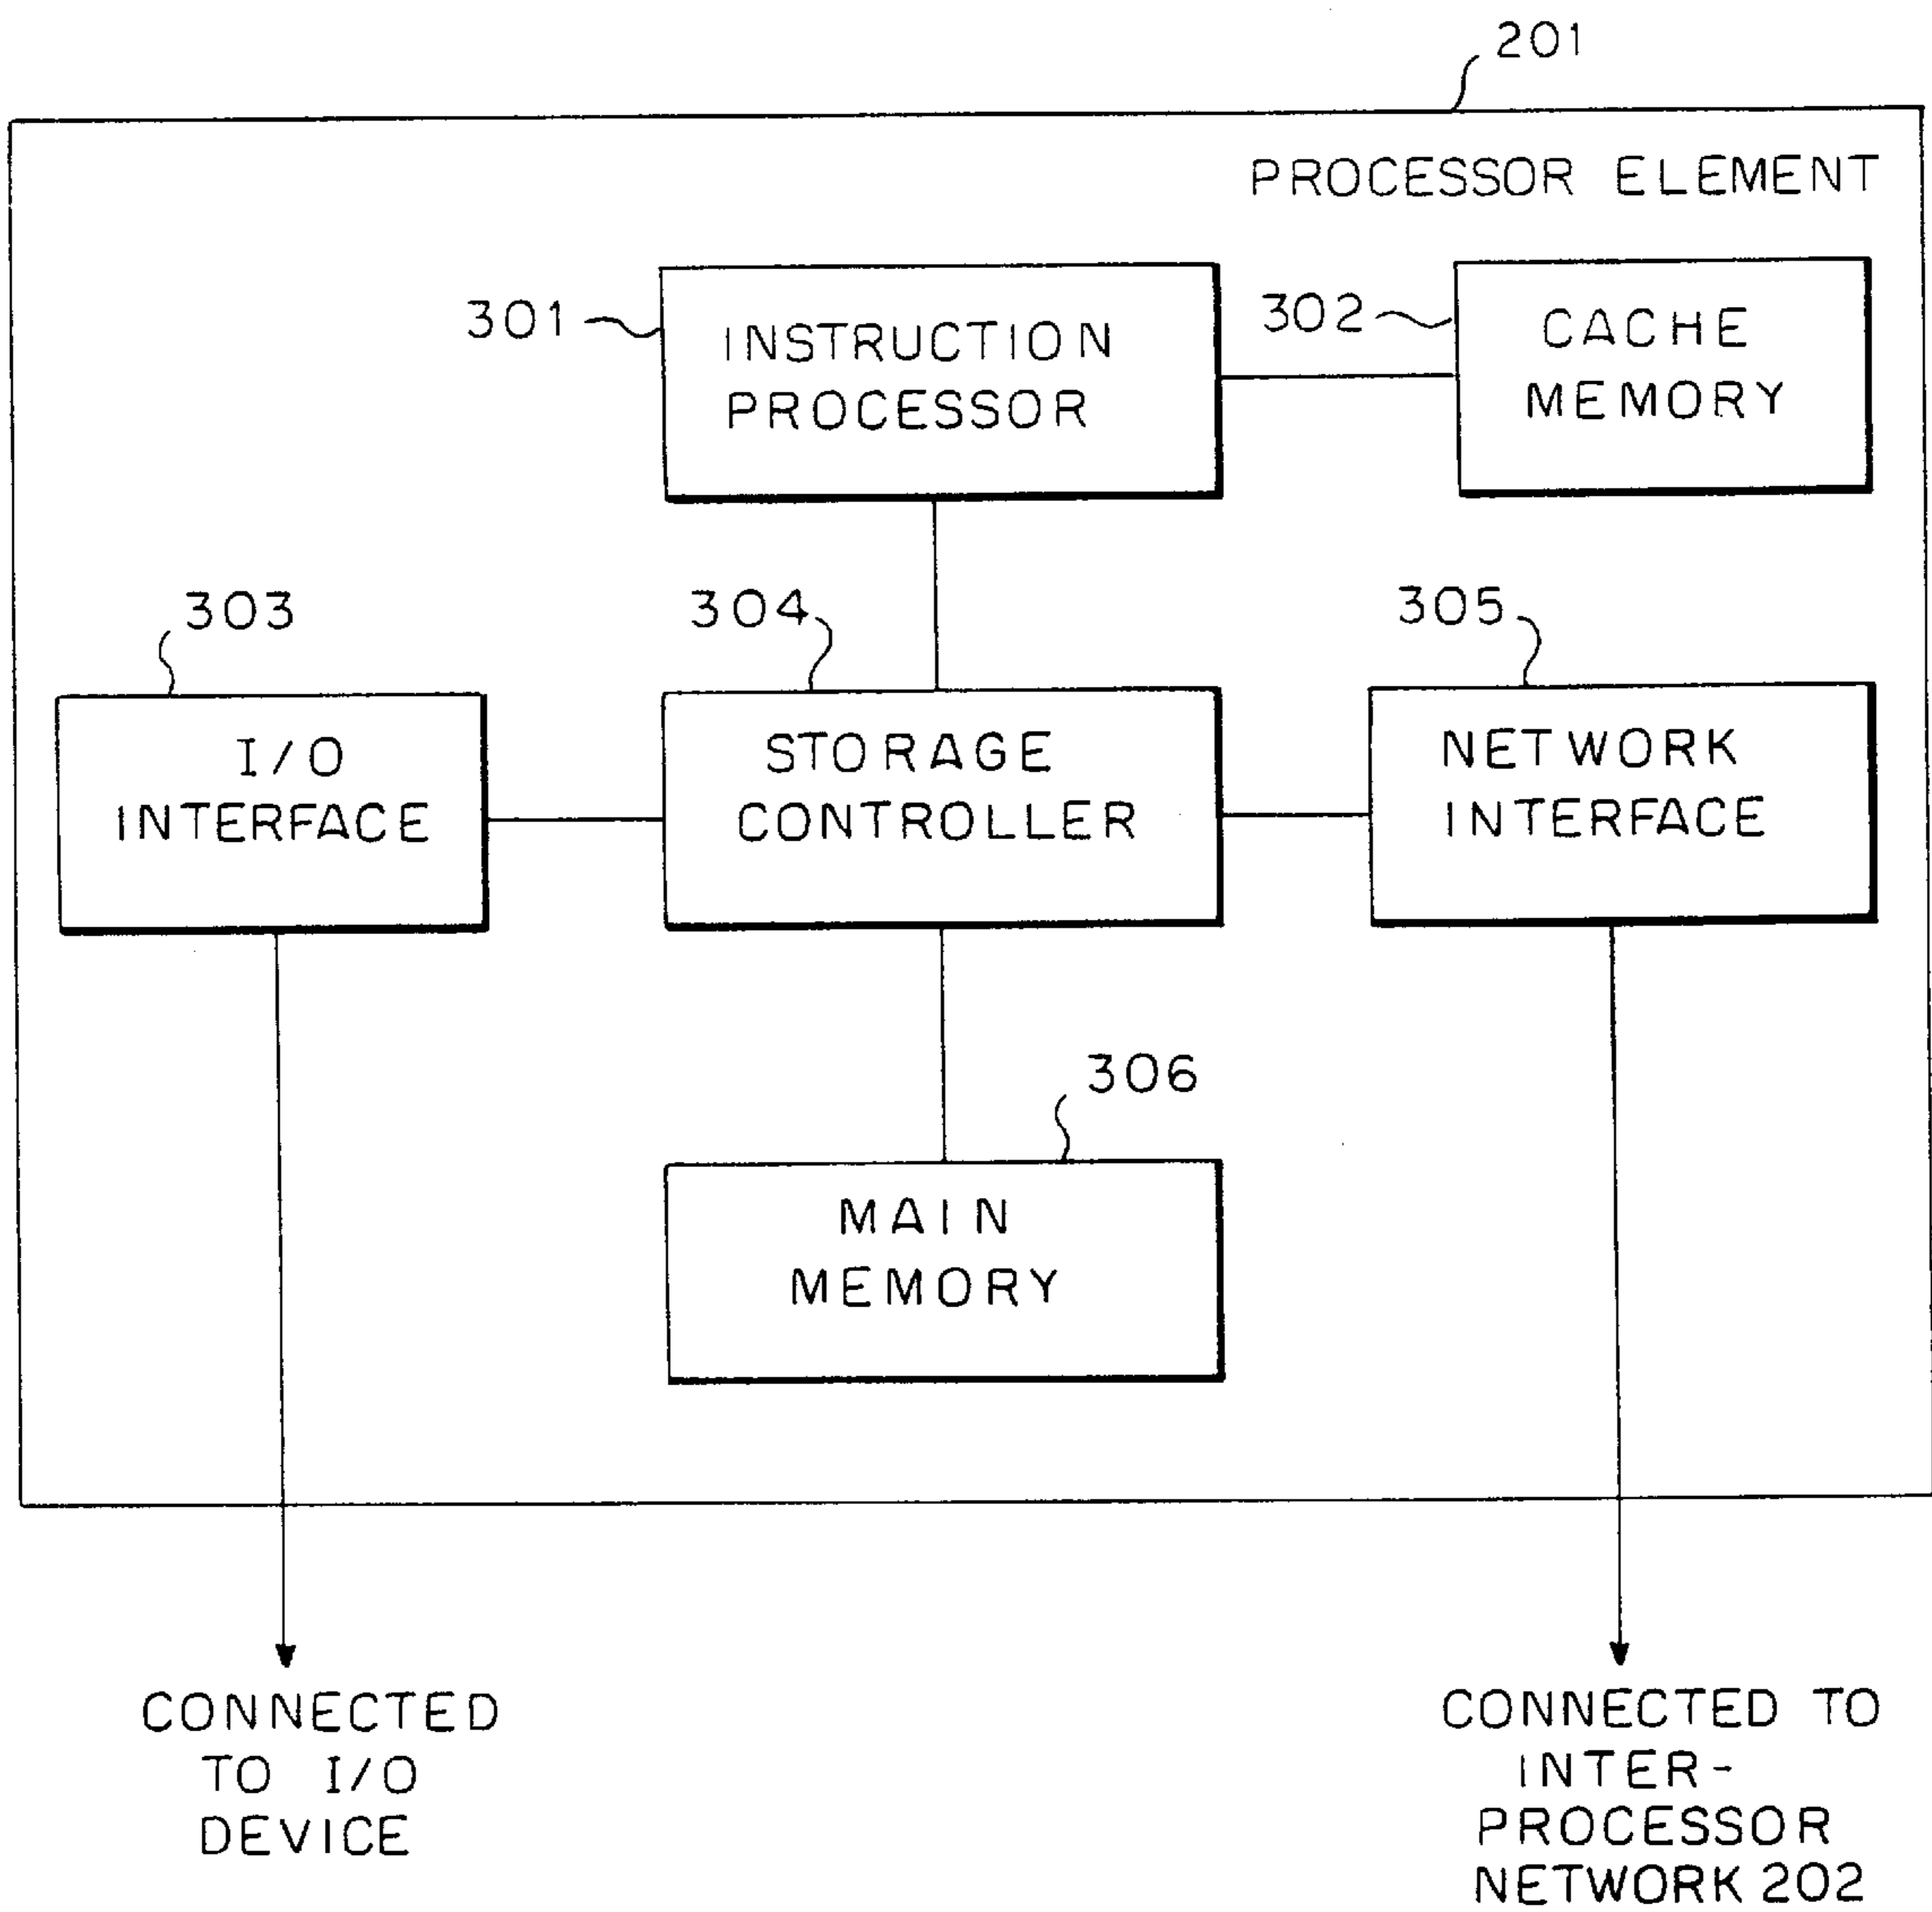 201
PROCESSOR ELEMENT
301
INSTRUCTION
PROCESSOR
302
CACHE
MEMORY
303
I/O
INTERFACE
304
STORAGE
CONTROLLER
305
NETWORK
INTERFACE
306
MAIN
MEMORY
CONNECTED
TO I/O
DEVICE
CONNECTED TO
INTER-
PROCESSOR
NETWORK 202